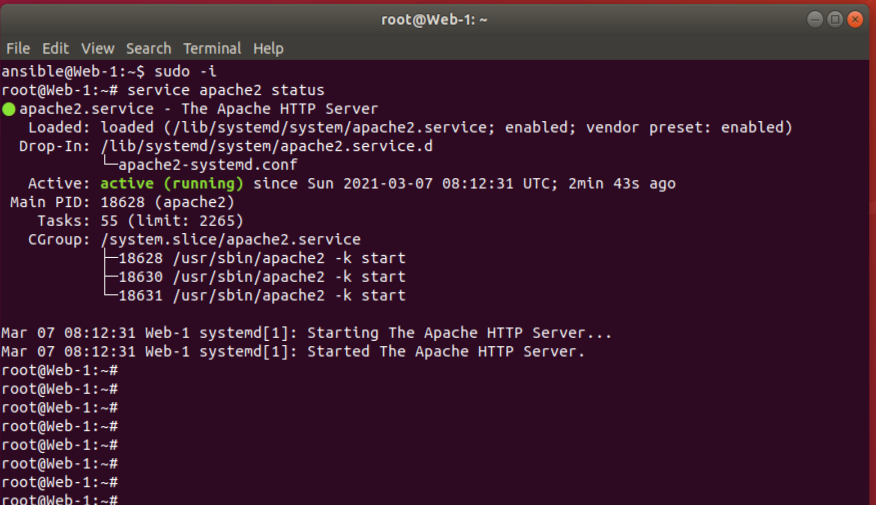 root@Web-1: ~
File Edit View Search Terminal Help
ansible@Web-1:~$ sudo -i
root@Web-1:~# service apache2 status
● apache2.service - The Apache HTTP Server
   Loaded: loaded (/lib/systemd/system/apache2.service; enabled; vendor preset: enabled)
  Drop-In: /lib/systemd/system/apache2.service.d
           └─apache2-systemd.conf
   Active: active (running) since Sun 2021-03-07 08:12:31 UTC; 2min 43s ago
 Main PID: 18628 (apache2)
    Tasks: 55 (limit: 2265)
   CGroup: /system.slice/apache2.service
           ├─18628 /usr/sbin/apache2 -k start
           ├─18630 /usr/sbin/apache2 -k start
           └─18631 /usr/sbin/apache2 -k start

Mar 07 08:12:31 Web-1 systemd[1]: Starting The Apache HTTP Server...
Mar 07 08:12:31 Web-1 systemd[1]: Started The Apache HTTP Server.
root@Web-1:~#
root@Web-1:~#
root@Web-1:~#
root@Web-1:~#
root@Web-1:~#
root@Web-1:~#
root@Web-1:~#
root@Web-1:~#